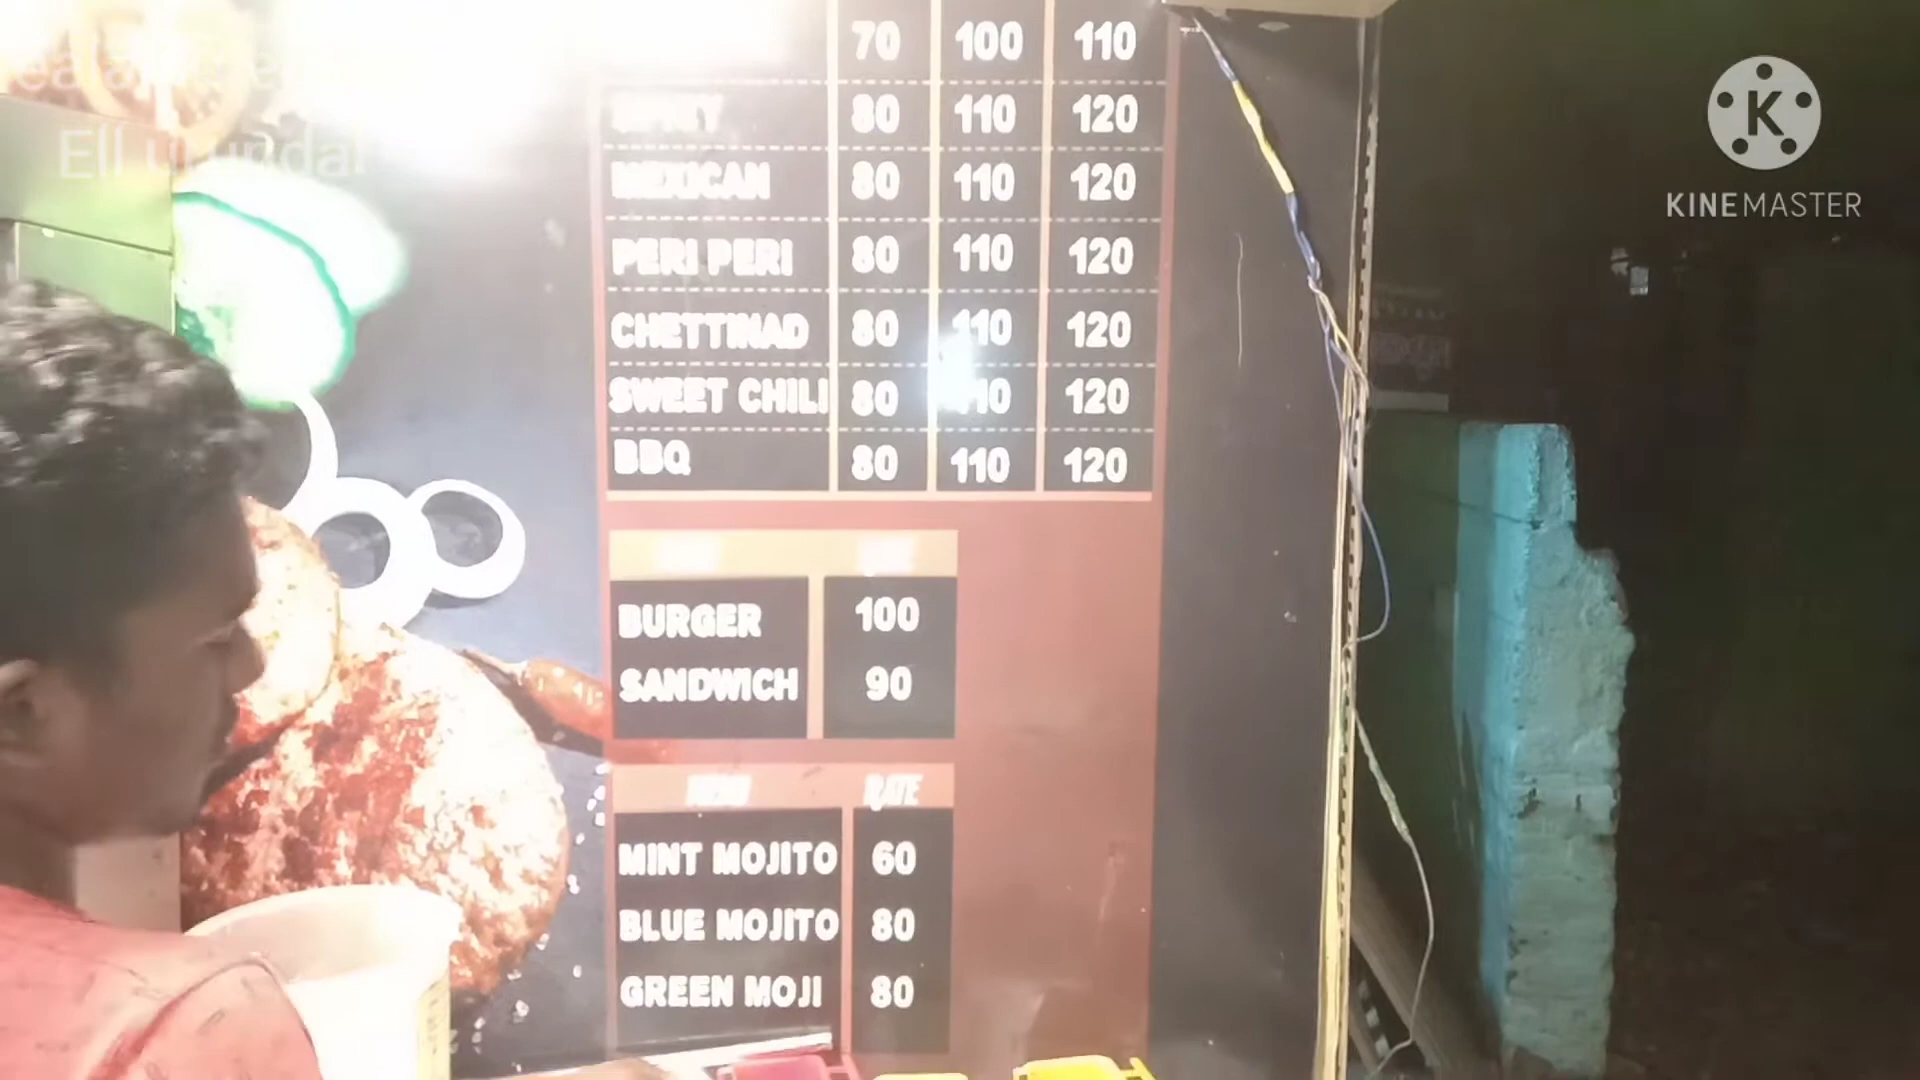 70 100 110
80 110 120
MEXICAN 80 110 120
PERI PERI 80 110 120
CHETTINAD 80 110 120
SWEET CHILI 80 110 120
BBQ 80 110 120
BURGER 100
SANDWICH 90
MENU RATE
MINT MOJITO 60
BLUE MOJITO 80
GREEN MOJI 80
K
KINEMASTER